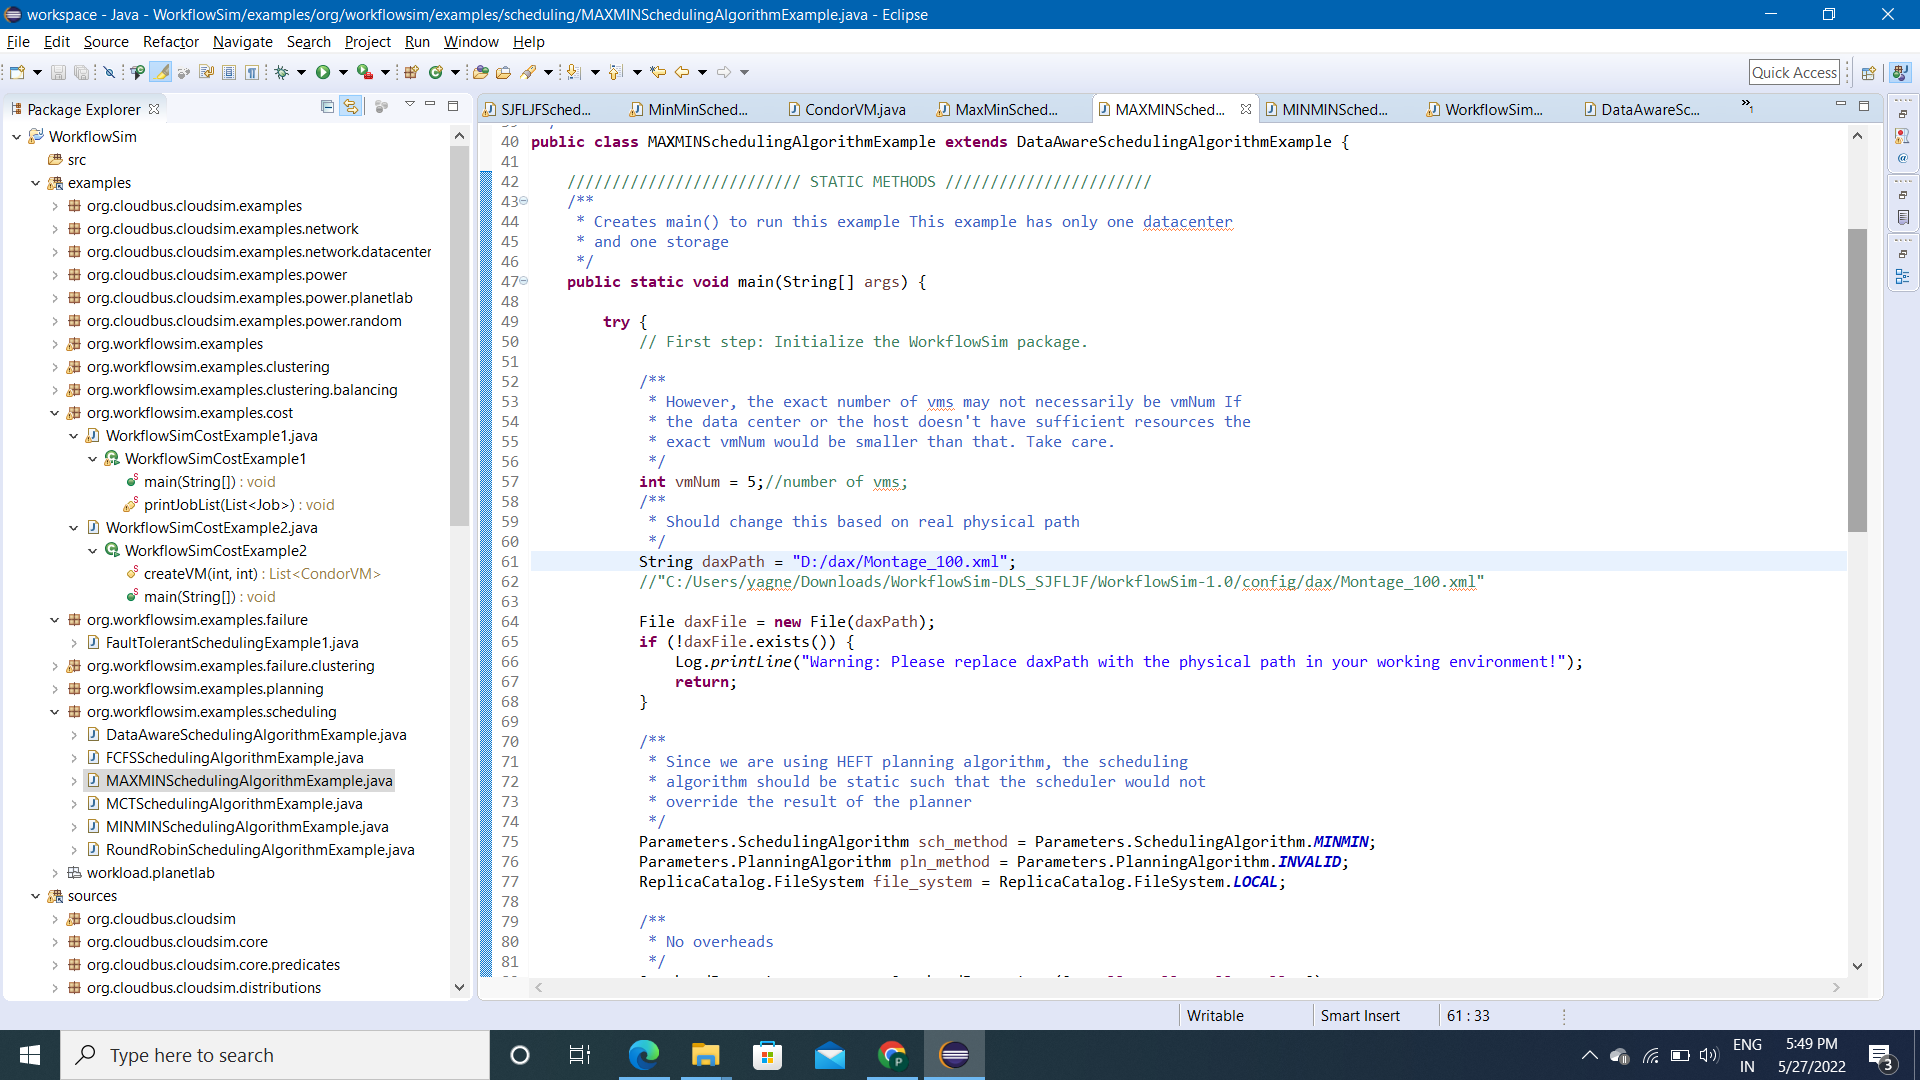 workspace - Java - WorkflowSim/examples/org/workflowsim/examples/scheduling/MAXMINSchedulingAlgorithmExample.java - Eclipse
File Edit Source Refactor Navigate Search Project Run Window Help
Quick Access
Package Explorer
SJFLJFSched... MinMinSched... CondorVM.java MaxMinSched... MAXMINSched... MINMINSched... WorkflowSim... DataAwareSc... »1
WorkflowSim
src
examples
org.cloudbus.cloudsim.examples
org.cloudbus.cloudsim.examples.network
org.cloudbus.cloudsim.examples.network.datacenter
org.cloudbus.cloudsim.examples.power
org.cloudbus.cloudsim.examples.power.planetlab
org.cloudbus.cloudsim.examples.power.random
org.workflowsim.examples
org.workflowsim.examples.clustering
org.workflowsim.examples.clustering.balancing
org.workflowsim.examples.cost
WorkflowSimCostExample1.java
WorkflowSimCostExample1
main(String[]) : void
printJobList(List<Job>) : void
WorkflowSimCostExample2.java
WorkflowSimCostExample2
createVM(int, int) : List<CondorVM>
main(String[]) : void
org.workflowsim.examples.failure
FaultTolerantSchedulingExample1.java
org.workflowsim.examples.failure.clustering
org.workflowsim.examples.planning
org.workflowsim.examples.scheduling
DataAwareSchedulingAlgorithmExample.java
FCFSSchedulingAlgorithmExample.java
MAXMINSchedulingAlgorithmExample.java
MCTSchedulingAlgorithmExample.java
MINMINSchedulingAlgorithmExample.java
RoundRobinSchedulingAlgorithmExample.java
workload.planetlab
sources
org.cloudbus.cloudsim
org.cloudbus.cloudsim.core
org.cloudbus.cloudsim.core.predicates
org.cloudbus.cloudsim.distributions
40 public class MAXMINSchedulingAlgorithmExample extends DataAwareSchedulingAlgorithmExample {
41
42 ////////////////////////// STATIC METHODS ///////////////////////
43 /**
44 * Creates main() to run this example This example has only one datacenter
45 * and one storage
46 */
47 public static void main(String[] args) {
48
49 try {
50 // First step: Initialize the WorkflowSim package.
51
52 /**
53 * However, the exact number of vms may not necessarily be vmNum If
54 * the data center or the host doesn't have sufficient resources the
55 * exact vmNum would be smaller than that. Take care.
56 */
57 int vmNum = 5;//number of vms;
58 /**
59 * Should change this based on real physical path
60 */
61 String daxPath = "D:/dax/Montage_100.xml";
62 //"C:/Users/yagne/Downloads/WorkflowSim-DLS_SJFLJF/WorkflowSim-1.0/config/dax/Montage_100.xml"
63
64 File daxFile = new File(daxPath);
65 if (!daxFile.exists()) {
66 Log.printLine("Warning: Please replace daxPath with the physical path in your working environment!");
67 return;
68 }
69
70 /**
71 * Since we are using HEFT planning algorithm, the scheduling
72 * algorithm should be static such that the scheduler would not
73 * override the result of the planner
74 */
75 Parameters.SchedulingAlgorithm sch_method = Parameters.SchedulingAlgorithm.MINMIN;
76 Parameters.PlanningAlgorithm pln_method = Parameters.PlanningAlgorithm.INVALID;
77 ReplicaCatalog.FileSystem file_system = ReplicaCatalog.FileSystem.LOCAL;
78
79 /**
80 * No overheads
81 */
Writable Smart Insert 61 : 33
Type here to search
ENG
IN
5:49 PM
5/27/2022
3